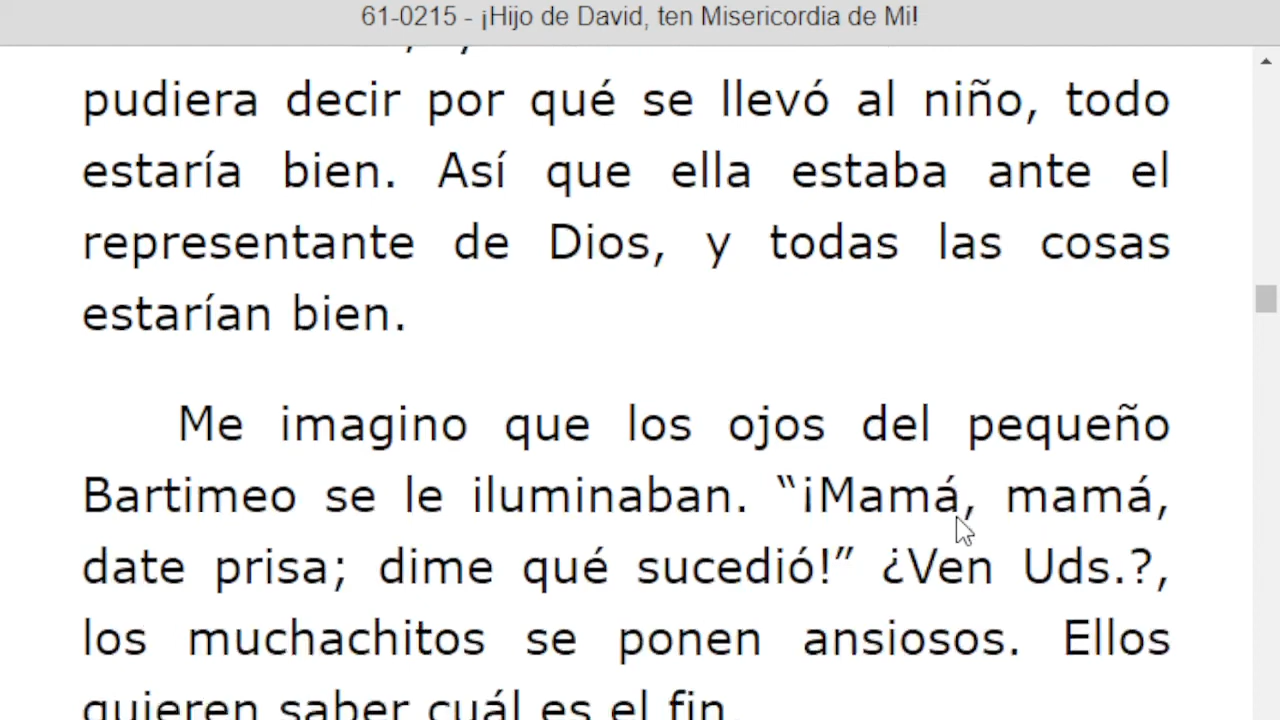 61-0215 - ¡Hijo de David, ten Misericordia de Mi!
pudiera decir por qué se llevó al niño, todo
estaría bien. Así que ella estaba ante el
representante de Dios, y todas las cosas
estarían bien.
Me imagino que los ojos del pequeño
Bartimeo se le iluminaban. “¡Mamá, mamá,
date prisa; dime qué sucedió!” ¿Ven Uds.?,
los muchachitos se ponen ansiosos. Ellos
quieren saber cuál es el fin.